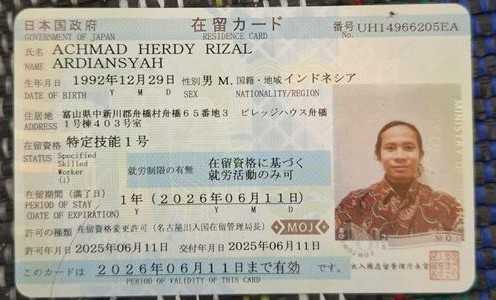 日本国政府 在留カード 番号 UH14966205EA
GOVERNMENT OF JAPAN RESIDENCE CARD
氏名 ACHMAD HERDY RIZAL
NAME ARDIANSYAH
生年月日 1992年12月29日 性別 男 M. 国籍・地域 インドネシア
DATE OF BIRTH Y M D SEX NATIONALITY/REGION
住居地 富山県中新川郡舟橋村舟橋65番地3 ビレッジハウス舟橋
ADDRESS 1号棟403号室
在留資格 特定技能1号
STATUS Specified
Skilled
Worker
(i)
就労制限の有無 在留資格に基づく
就労活動のみ可
在留期間(満了日) 1年(2026年06月11日)
PERIOD OF STAY
(DATE OF EXPIRATION) Y M D
許可の種類 在留資格変更許可(名古屋出入国在留管理局長)
MOJ
許可年月日 2025年06月11日 交付年月日 2025年06月11日
このカードは 2026年06月11日まで有効 です。
PERIOD OF VALIDITY OF THIS CARD
MINISTRY
MOJ
出入国在留管理庁長官